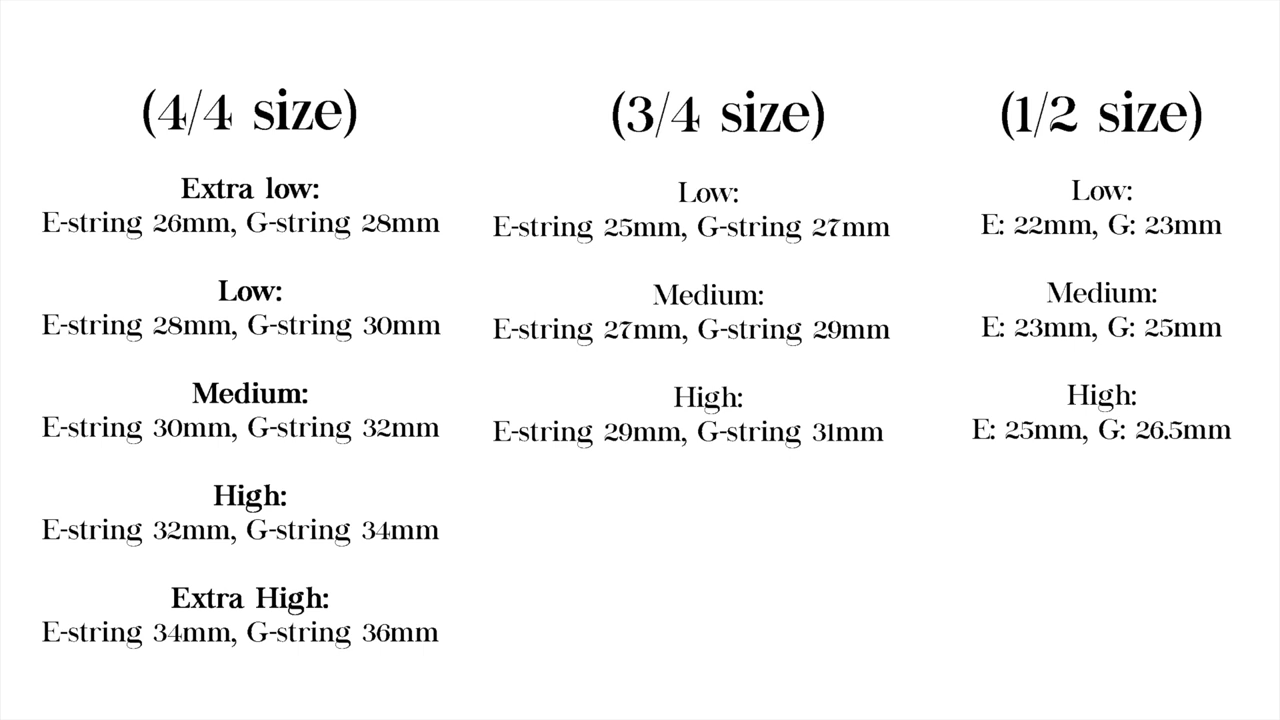 (4/4 size)
Extra low:
E-string 26mm, G-string 28mm
Low:
E-string 28mm, G-string 30mm
Medium:
E-string 30mm, G-string 32mm
High:
E-string 32mm, G-string 34mm
Extra High:
E-string 34mm, G-string 36mm
(3/4 size)
Low:
E-string 25mm, G-string 27mm
Medium:
E-string 27mm, G-string 29mm
High:
E-string 29mm, G-string 31mm
(1/2 size)
Low:
E: 22mm, G: 23mm
Medium:
E: 23mm, G: 25mm
High:
E: 25mm, G: 26.5mm